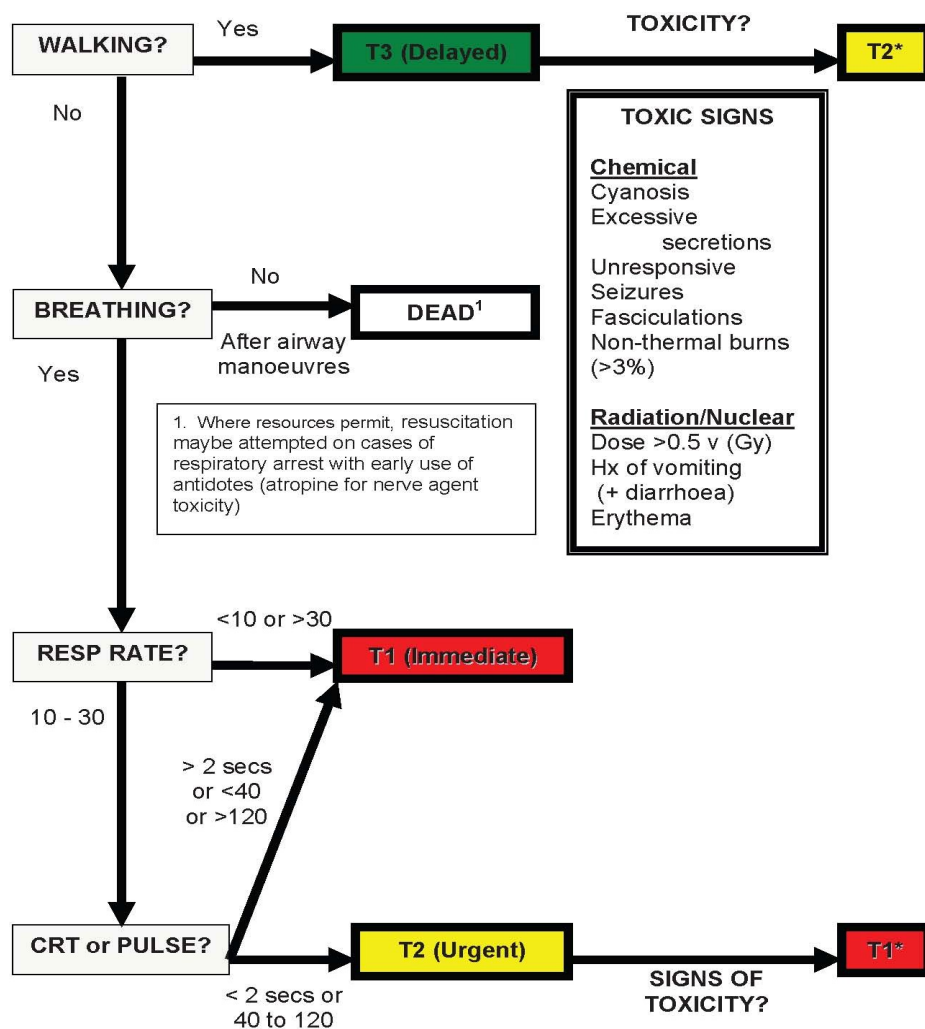 WALKING?
Yes
T3 (Delayed)
TOXICITY?
T2*
No
TOXIC SIGNS
Chemical
Cyanosis
Excessive
secretions
Unresponsive
Seizures
Fasciculations
Non-thermal burns
(>3%)
Radiation/Nuclear
Dose >0.5 v (Gy)
Hx of vomiting
(+ diarrhoea)
Erythema
BREATHING?
No
After airway
manoeuvres
DEAD¹
Yes
1. Where resources permit, resuscitation
maybe attempted on cases of
respiratory arrest with early use of
antidotes (atropine for nerve agent
toxicity)
RESP RATE?
<10 or >30
T1 (Immediate)
10 - 30
> 2 secs
or <40
or >120
CRT or PULSE?
< 2 secs or
40 to 120
T2 (Urgent)
SIGNS OF
TOXICITY?
T1*